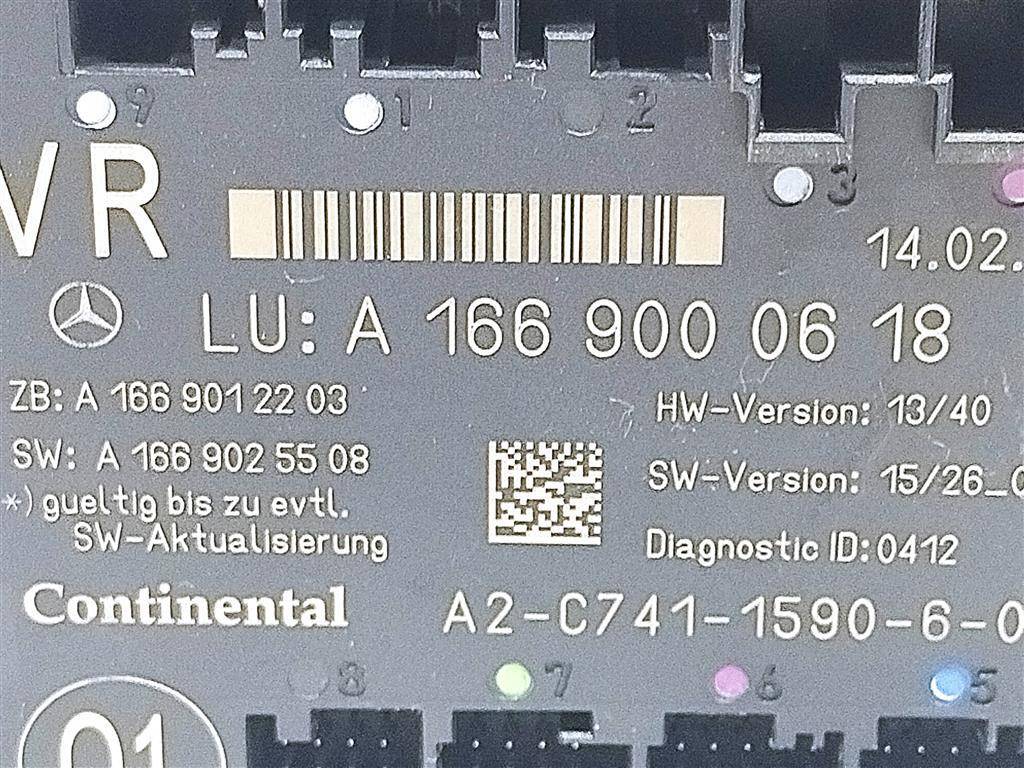 9 1 2
3
VR
14.02.
LU: A 166 900 06 18
ZB: A 166 901 22 03
HW-Version: 13/40
SW: A 166 902 55 08
SW-Version: 15/26_0
*) gueltig bis zu evtl.
SW-Aktualisierung
Diagnostic ID: 0412
Continental
A2-C741-1590-6-0
8 7 6 5
01